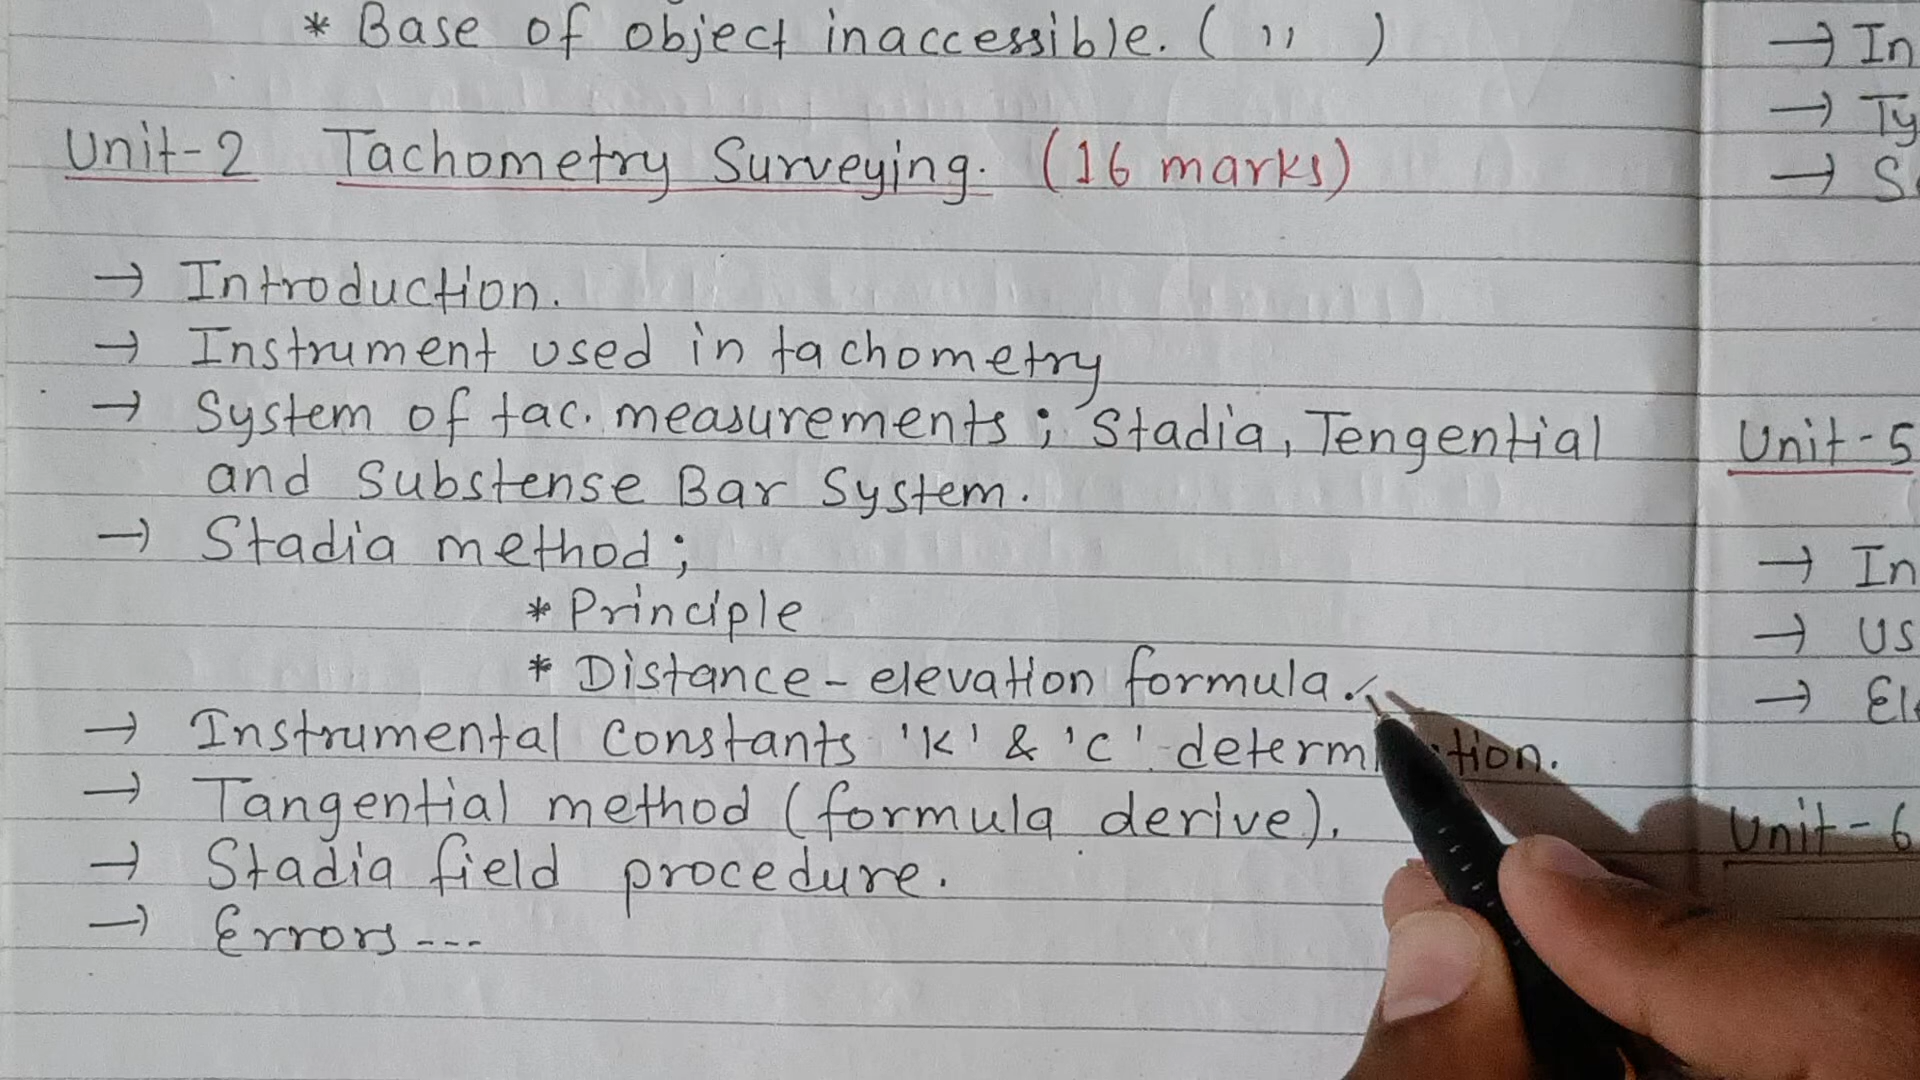 * Base of object inaccessible. ( ,, )
Unit-2 Tachometry Surveying. (16 marks)
→ Introduction.
→ Instrument used in tachometry
→ System of tac. measurements; Stadia, Tengential
and Substense Bar System.
→ Stadia method;
* Principle
* Distance - elevation formula.
→ Instrumental Constants 'K' & 'C' determi tion.
→ Tangential method (formula derive).
→ Stadia field procedure.
→ Errors ---
→ In
→ Ty
→ S
Unit-5
→ In
→ Us
→ El
Unit-6